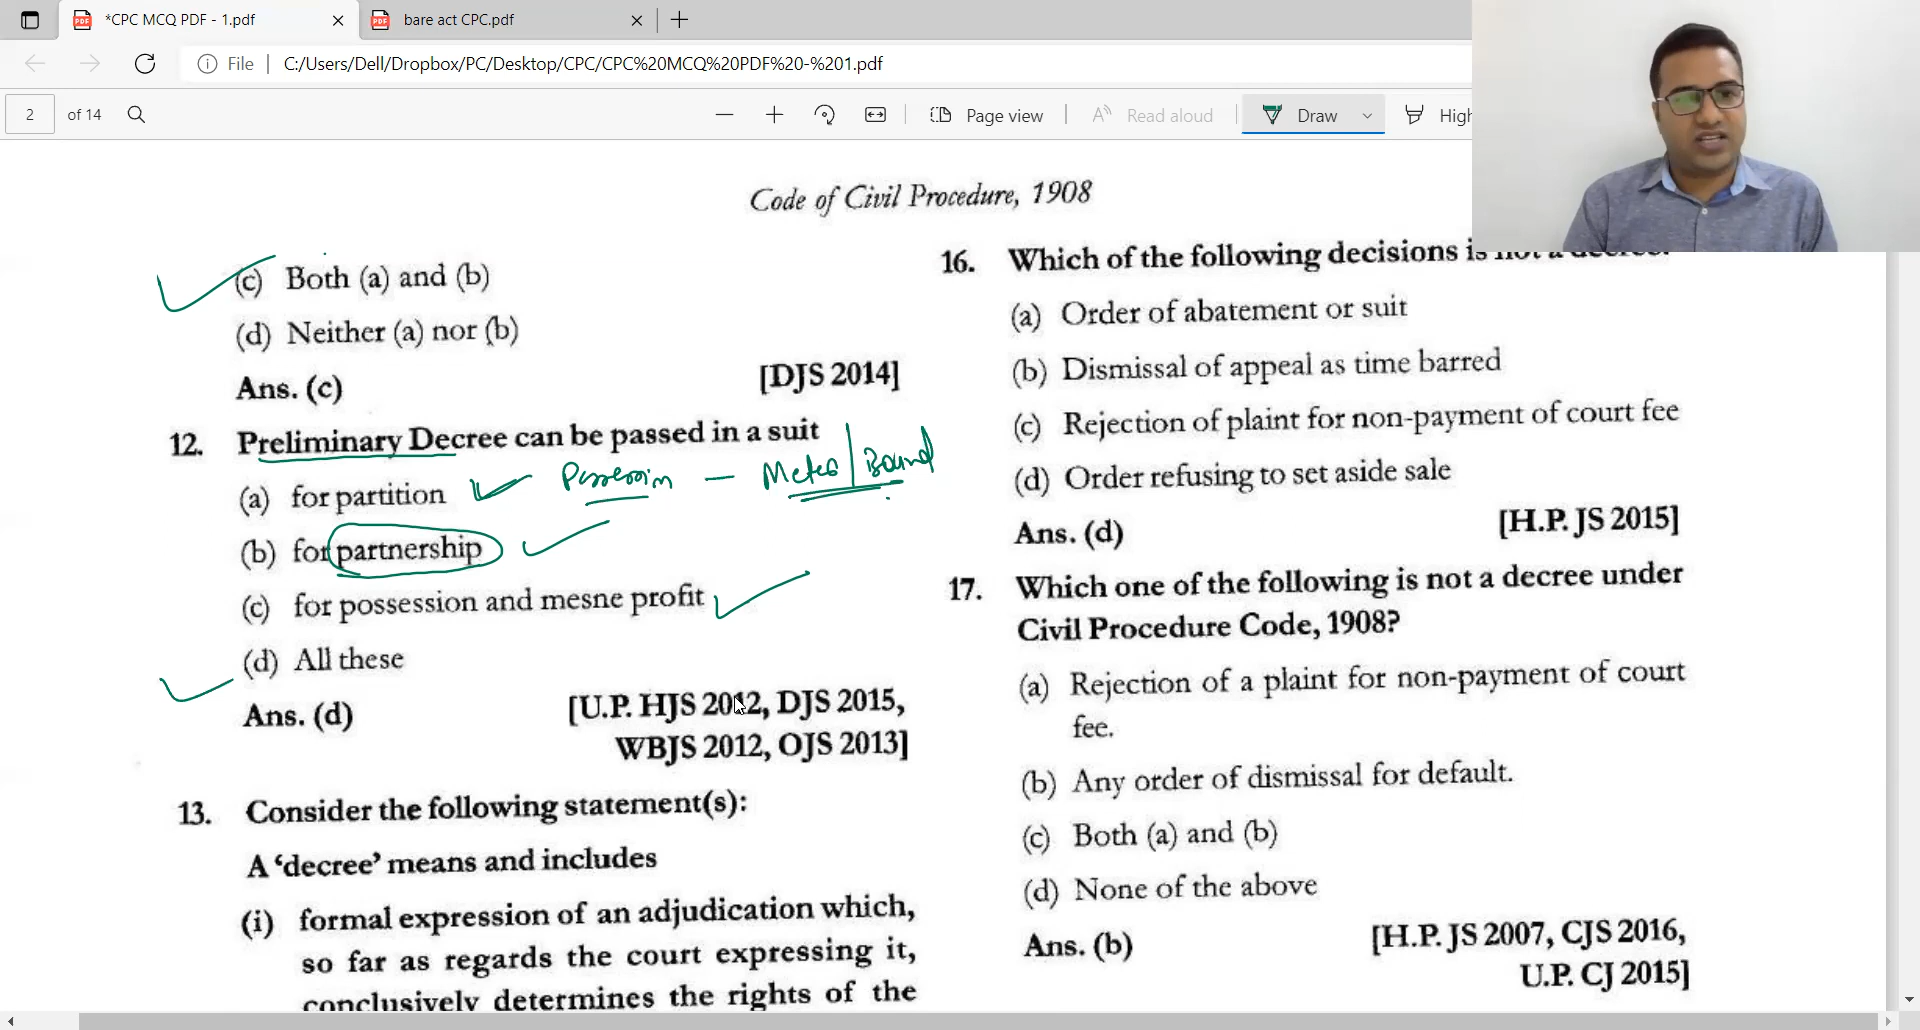 *CPC MCQ PDF - 1.pdf
bare act CPC.pdf
File
C:/Users/Dell/Dropbox/PC/Desktop/CPC/CPC%20MCQ%20PDF%20-%201.pdf
2 of 14
Page view
Read aloud
Draw
High
Code of Civil Procedure, 1908
(c) Both (a) and (b)
(d) Neither (a) nor (b)
[DJS 2014]
Ans. (c)
12. Preliminary Decree can be passed in a suit
(a) for partition Possession — Metes | Bound
(b) for partnership
(c) for possession and mesne profit
(d) All these
Ans. (d) [U.P. HJS 2012, DJS 2015,
WBJS 2012, OJS 2013]
13. Consider the following statement(s):
A ‘decree’ means and includes
(i) formal expression of an adjudication which,
so far as regards the court expressing it,
conclusively determines the rights of the
16. Which of the following decisions is not a decree?
(a) Order of abatement or suit
(b) Dismissal of appeal as time barred
(c) Rejection of plaint for non-payment of court fee
(d) Order refusing to set aside sale
Ans. (d) [H.P. JS 2015]
17. Which one of the following is not a decree under
Civil Procedure Code, 1908?
(a) Rejection of a plaint for non-payment of court
fee.
(b) Any order of dismissal for default.
(c) Both (a) and (b)
(d) None of the above
Ans. (b) [H.P. JS 2007, CJS 2016,
U.P. CJ 2015]